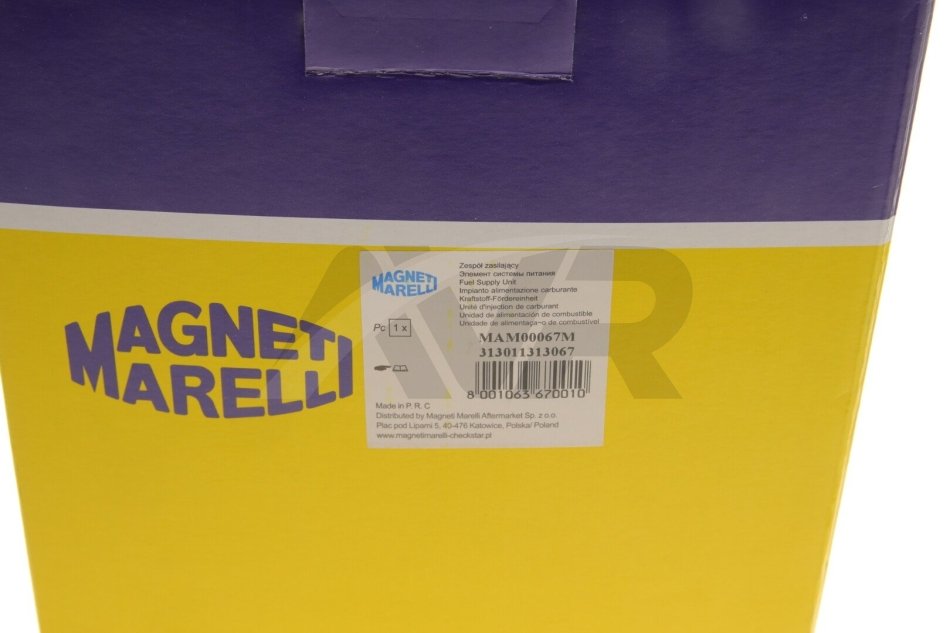 MAGNETI
MARELLI
AVR
MAGNETI
MARELLI
Zespół zasilający
Элемент системы питания
Fuel Supply Unit
Impianto alimentazione carburante
Kraftstoff-Fördereinheit
Unité d'injection de carburant
Unidad de alimentación de combustible
Unidade de alimentaça~o de combustível
Pc 1 x
MAM00067M
313011313067
8 001063 670010
Made in P. R. C
Distributed by Magneti Marelli Aftermarket Sp. z o.o.
Plac pod Lipami 5, 40-476 Katowice, Polska/ Poland
www.magnetimarelli-checkstar.pl